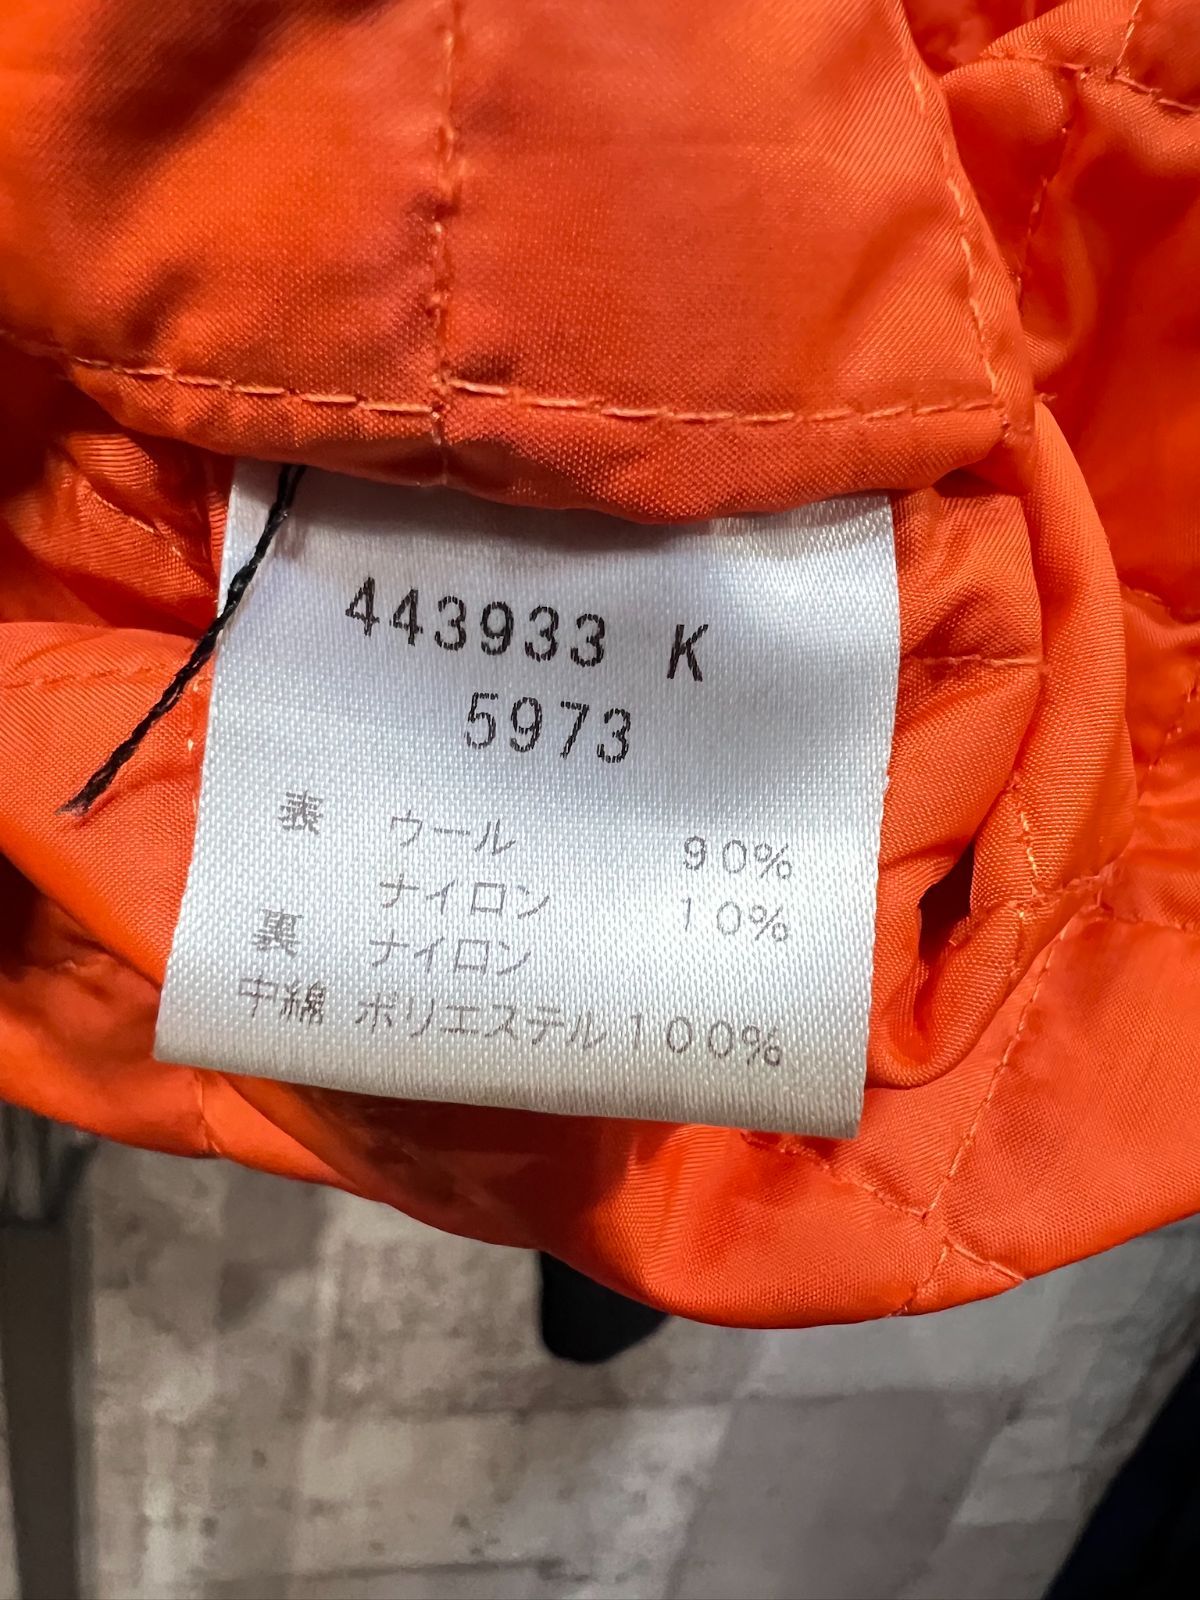 443933 K
5973
表 ウール 90%
ナイロン 10%
裏 ナイロン
中綿 ポリエステル100%